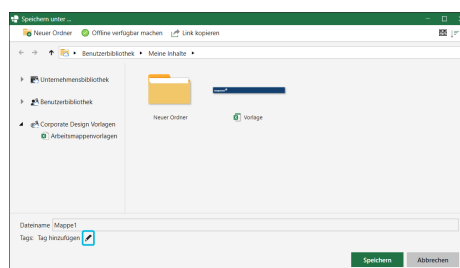 Speichern unter ...
Neuer Ordner Offline verfügbar machen Link kopieren
Benutzerbibliothek Meine Inhalte
Unternehmensbibliothek
Benutzerbibliothek
Corporate Design Vorlagen
Arbeitsmappenvorlagen
Neuer Ordner Vorlage
Dateiname Mappe1
Tags: Tag hinzufügen
Speichern Abbrechen